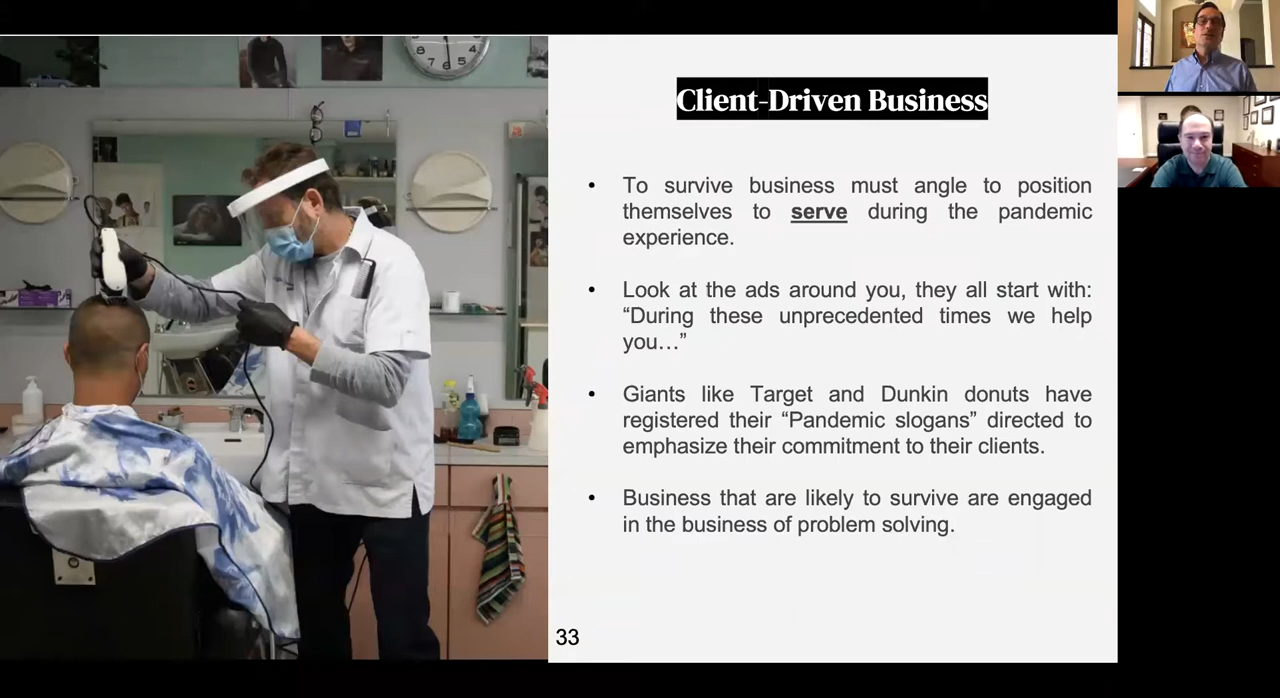 Client-Driven Business
• To survive business must angle to position
themselves to serve during the pandemic
experience.
• Look at the ads around you, they all start with:
“During these unprecedented times we help
you…”
• Giants like Target and Dunkin donuts have
registered their “Pandemic slogans” directed to
emphasize their commitment to their clients.
• Business that are likely to survive are engaged
in the business of problem solving.
33